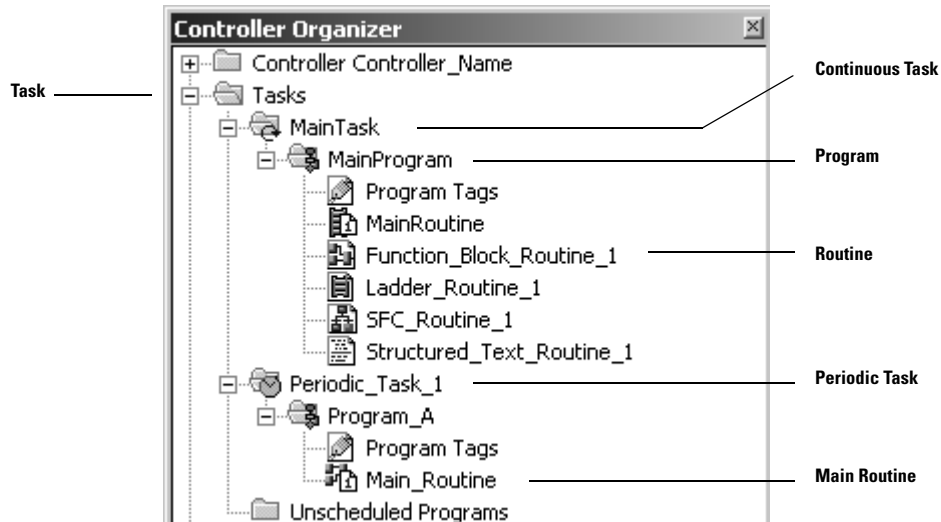 Controller Organizer
Controller Controller_Name
Continuous Task
Task
Tasks
MainTask
MainProgram
Program
Program Tags
MainRoutine
Function_Block_Routine_1
Routine
Ladder_Routine_1
SFC_Routine_1
Structured_Text_Routine_1
Periodic_Task_1
Periodic Task
Program_A
Program Tags
Main_Routine
Main Routine
Unscheduled Programs